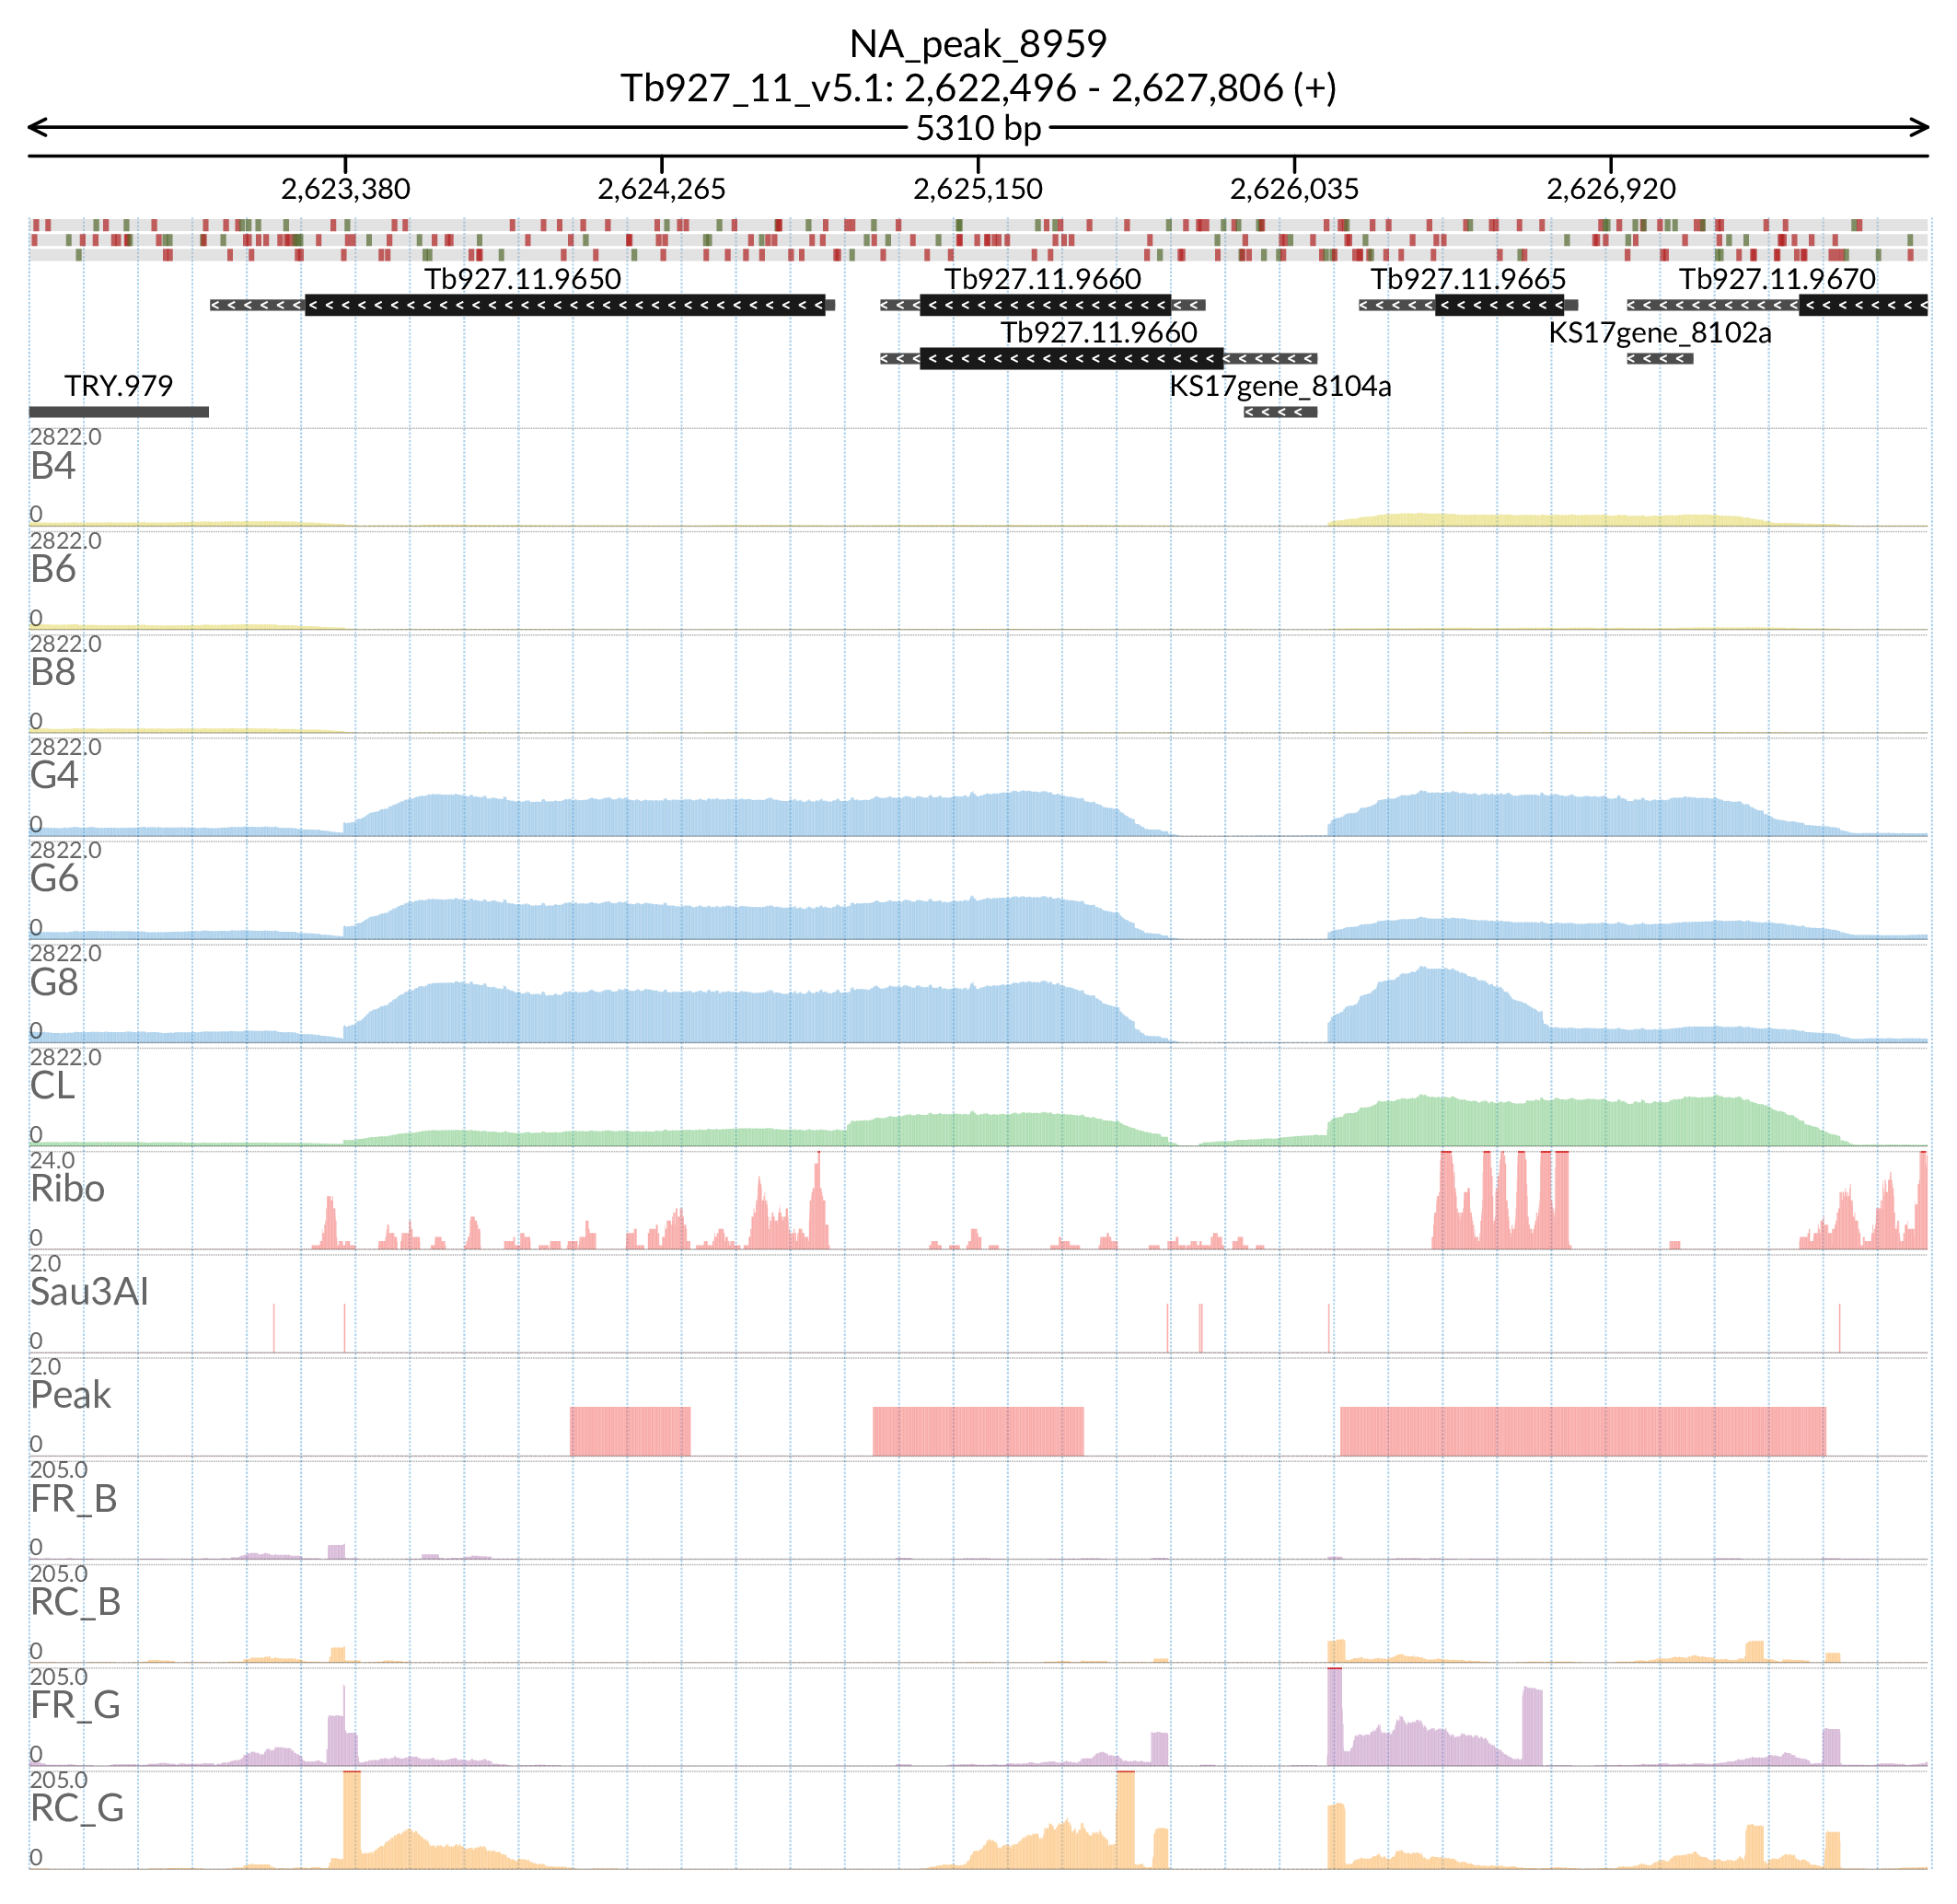 NA_peak_8959
Tb927_11_v5.1: 2,622,496 - 2,627,806 (+)
5310 bp
2,623,380 2,624,265 2,625,150 2,626,035 2,626,920
Tb927.11.9650 Tb927.11.9660 Tb927.11.9665 Tb927.11.9670
Tb927.11.9660 KS17gene_8102a
TRY.979 KS17gene_8104a
2822.0
B4
0
2822.0
B6
0
2822.0
B8
0
2822.0
G4
0
2822.0
G6
0
2822.0
G8
0
2822.0
CL
0
24.0
Ribo
0
2.0
Sau3AI
0
2.0
Peak
0
205.0
FR_B
0
205.0
RC_B
0
205.0
FR_G
0
205.0
RC_G
0